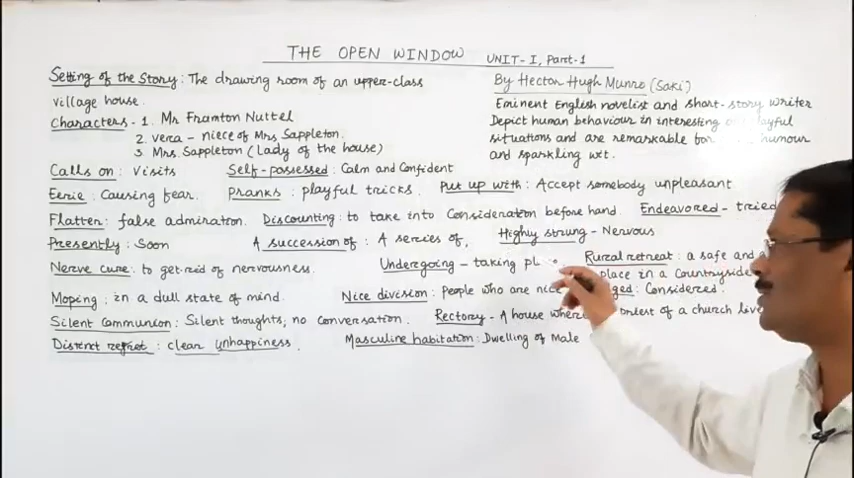 THE OPEN WINDOW UNIT-I, Part-1
Setting of the Story: The drawing room of an upper-class
village house.
By Hector Hugh Munro (Saki)
Eminent English novelist and short-story writer
Depict human behaviour in interesting playful
situations and are remarkable humour
and sparkling wit.
Characters - 1. Mr Framton Nuttel
2. vera - niece of Mrs Sappleton.
3 Mrs. Sappleton (Lady of the house)
Calls on: visits Self-possessed: Calm and Confident
Eerie: Causing fear. Pranks: playful tricks. Put up with: Accept somebody unpleasant
Flatter: false admiration. Discounting: to take into Consideration before hand. Endeavored- tried
Presently: Soon A succession of: A series of, Highly strung - Nervous
Nerve cure: to get-rid of nervousness. Undergoing - taking Rural retreat: a safe and
place in a Countryside
Moping: in a dull state of mind. Nice division: people who are nice Considered.
Silent communion: Silent thoughts, no conversation. Rectory - A house where of a church
Distinct regret: clear unhappiness. Masculine habitation: Dwelling of Male